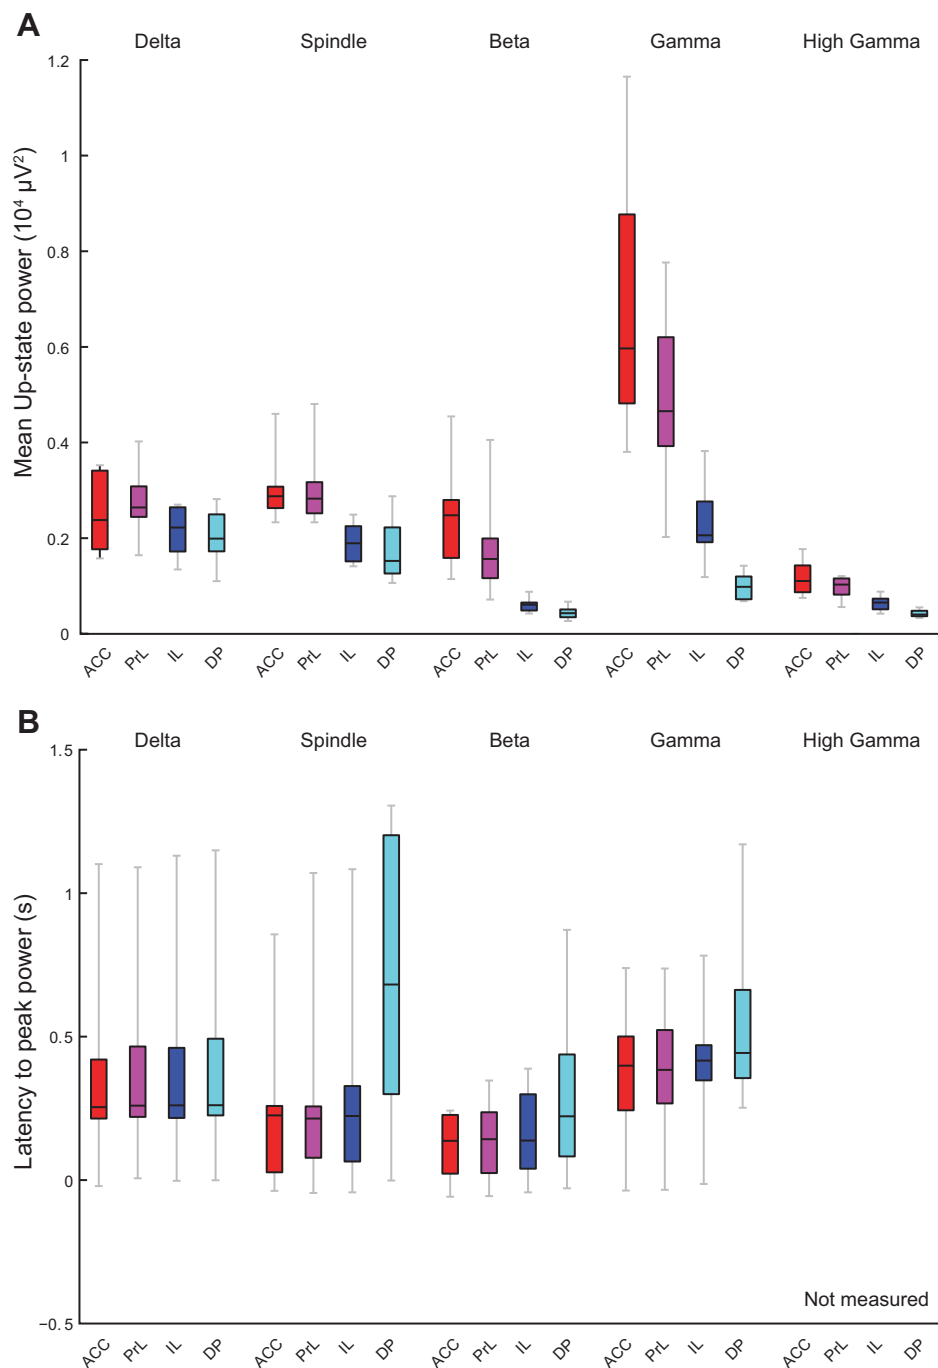 A
Delta Spindle Beta Gamma High Gamma
Mean Up-state power (10⁴ µV²)
1.2
1
0.8
0.6
0.4
0.2
0
ACC PrL IL DP ACC PrL IL DP ACC PrL IL DP ACC PrL IL DP ACC PrL IL DP
B
Delta Spindle Beta Gamma High Gamma
Latency to peak power (s)
1.5
1
0.5
0
−0.5
Not measured
ACC PrL IL DP ACC PrL IL DP ACC PrL IL DP ACC PrL IL DP ACC PrL IL DP